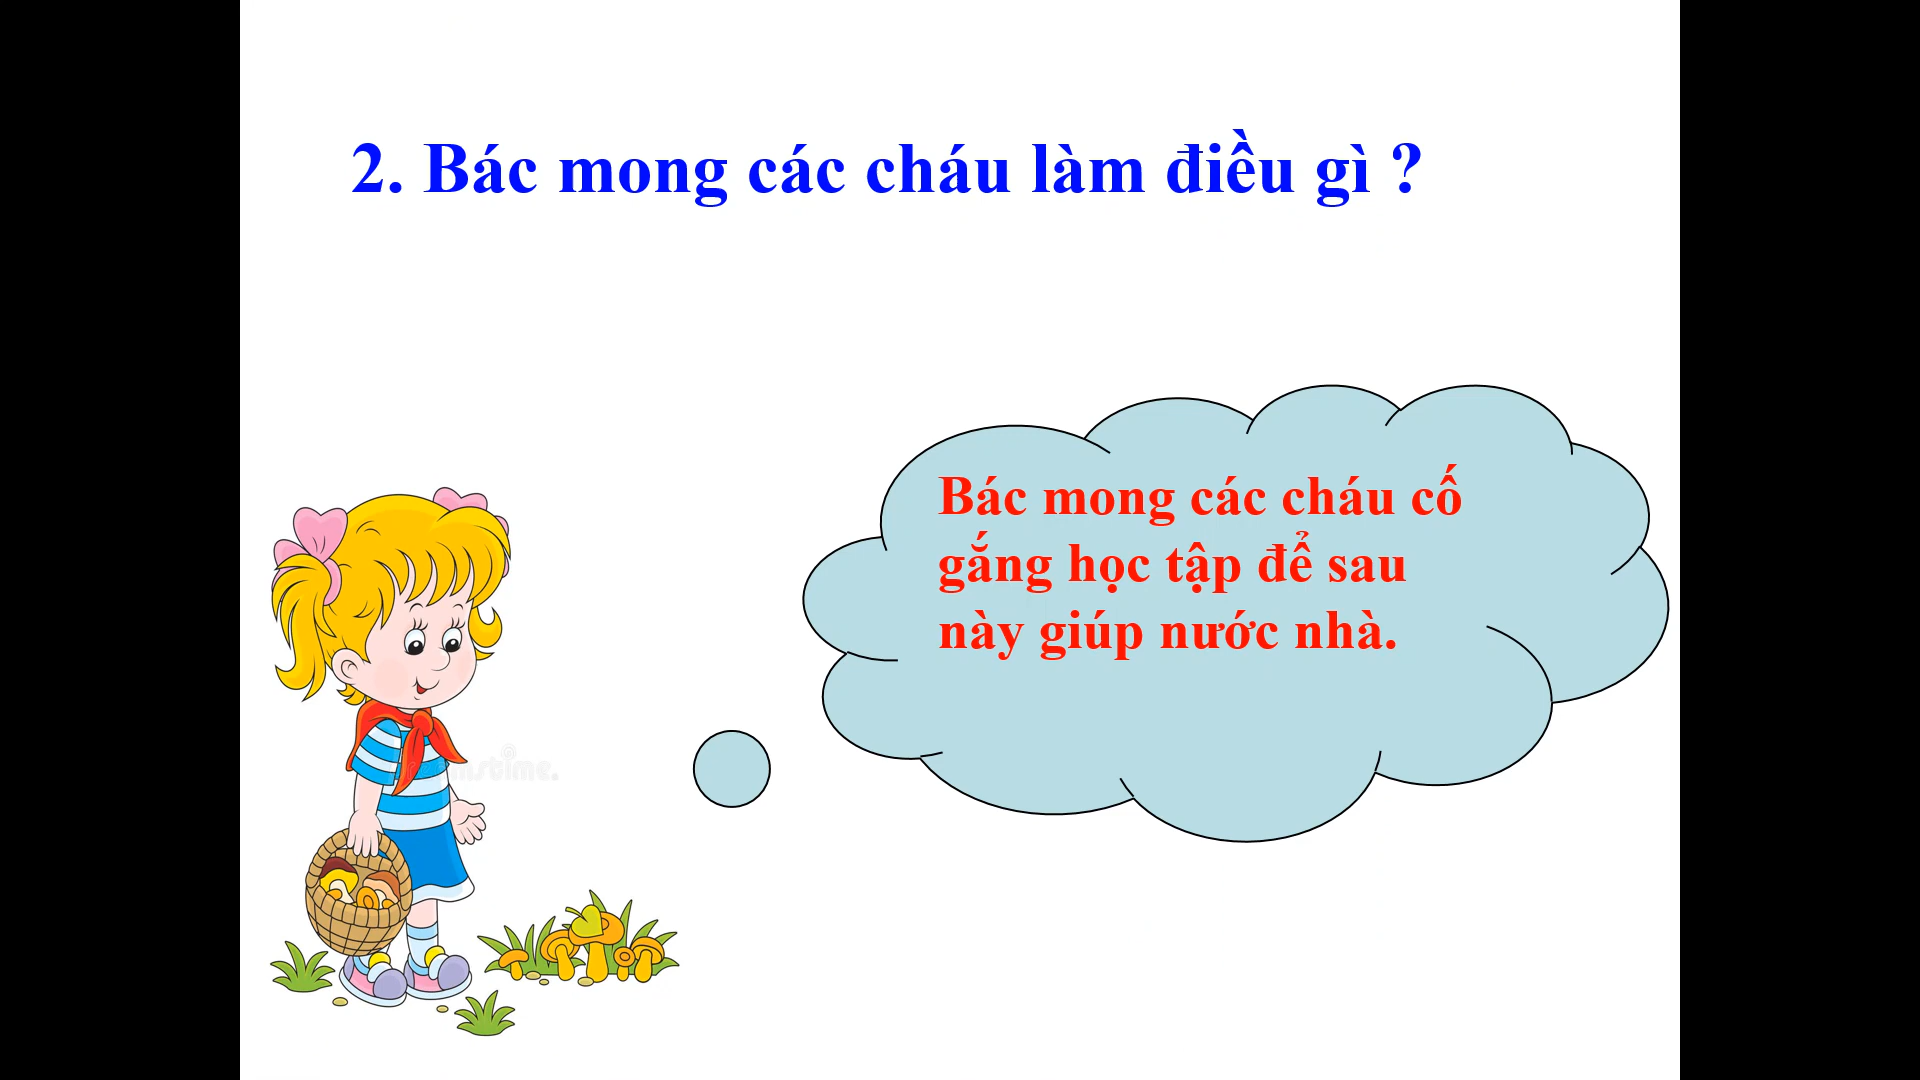 2. Bác mong các cháu làm điều gì ?
Bác mong các cháu cố
gắng học tập để sau
này giúp nước nhà.